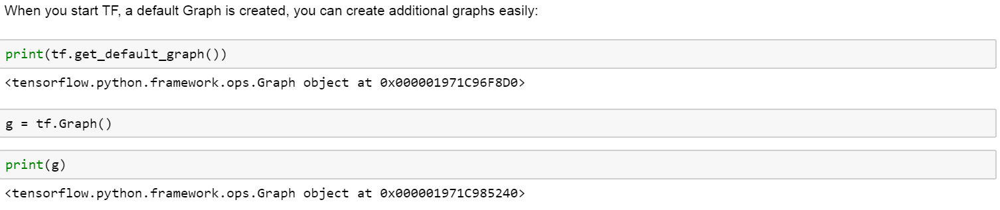 When you start TF, a default Graph is created, you can create additional graphs easily:
print(tf.get_default_graph())
<tensorflow.python.framework.ops.Graph object at 0x000001971C96F8D0>
g = tf.Graph()
print(g)
<tensorflow.python.framework.ops.Graph object at 0x000001971C985240>